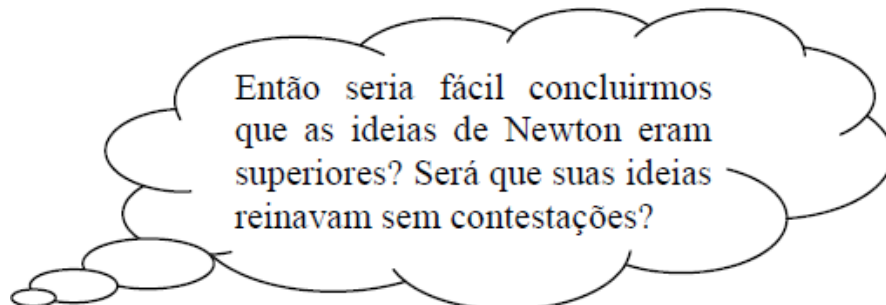 Então seria fácil concluirmos
que as ideias de Newton eram
superiores? Será que suas ideias
reinavam sem contestações?